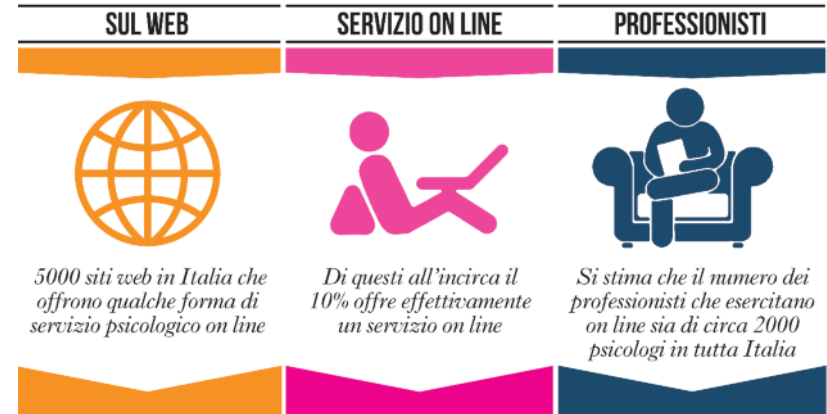 SUL WEB
SERVIZIO ON LINE
PROFESSIONISTI
5000 siti web in Italia che
offrono qualche forma di
servizio psicologico on line
Di questi all'incirca il
10% offre effettivamente
un servizio on line
Si stima che il numero dei
professionisti che esercitano
on line sia di circa 2000
psicologi in tutta Italia